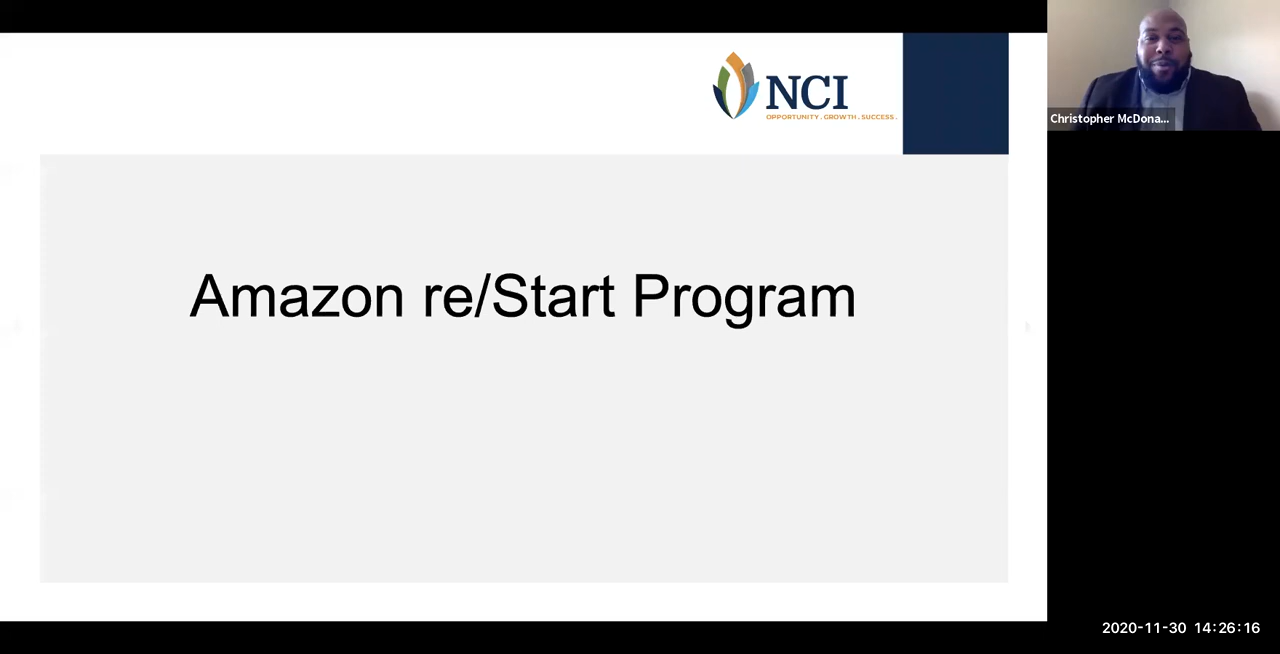 NCI
OPPORTUNITY . GROWTH . SUCCESS .
Christopher McDona...
Amazon re/Start Program
2020-11-30 14:26:16